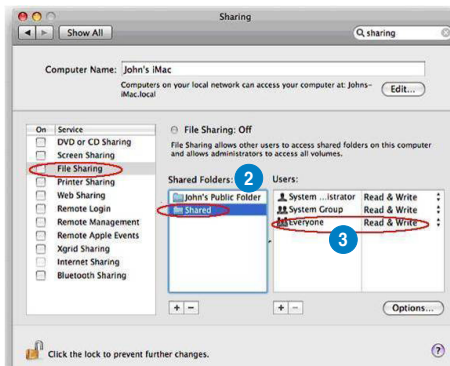 Sharing
Show All
sharing
Computer Name: John's iMac
Computers on your local network can access your computer at: Johns-
iMac.local
Edit...
On Service
DVD or CD Sharing
Screen Sharing
File Sharing
Printer Sharing
Web Sharing
Remote Login
Remote Management
Remote Apple Events
Xgrid Sharing
Internet Sharing
Bluetooth Sharing
File Sharing: Off
File Sharing allows other users to access shared folders on this computer
and allows administrators to access all volumes.
Shared Folders: 2
John's Public Folder
Shared
Users:
System ...istrator Read & Write
System Group Read & Write
Everyone Read & Write
3
+ −
+ −
Options...
Click the lock to prevent further changes.
?